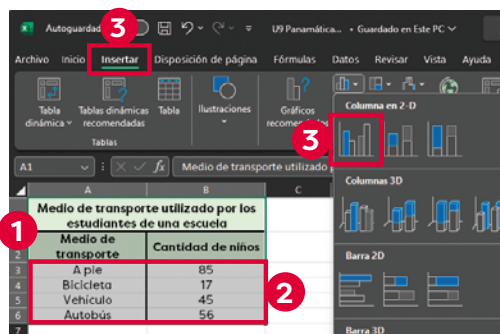 Autoguardad
3
U9 Panamática... • Guardado en Este PC
Archivo Inicio Insertar Disposición de página Fórmulas Datos Revisar Vista Ayuda
Tabla dinámica
Tablas dinámicas recomendadas
Tabla
Ilustraciones
Gráficos
recomendados
Tablas
Columna en 2-D
3
A1
fx
Medio de transporte utilizado
A B C
Columnas 3D
1
Medio de transporte utilizado por los
estudiantes de una escuela
2
Medio de
transporte
Cantidad de niños
3 A pie 85
4 Bicicleta 17
5 Vehículo 45
6 Autobús 56
7
2
Barra 2D
Barra 3D